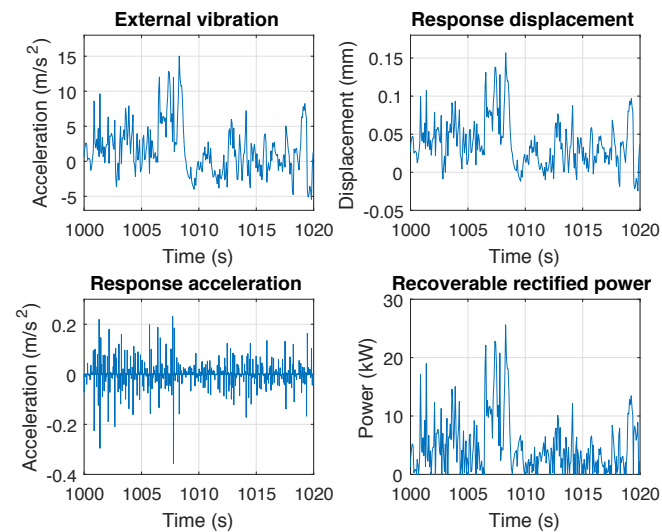 External vibration
Acceleration (m/s²)
15
10
5
0
-5
1000 1005 1010 1015 1020
Time (s)
Response displacement
Displacement (mm)
0.15
0.1
0.05
0
-0.05
1000 1005 1010 1015 1020
Time (s)
Response acceleration
Acceleration (m/s²)
0.2
0
-0.2
-0.4
1000 1005 1010 1015 1020
Time (s)
Recoverable rectified power
Power (kW)
30
20
10
0
1000 1005 1010 1015 1020
Time (s)